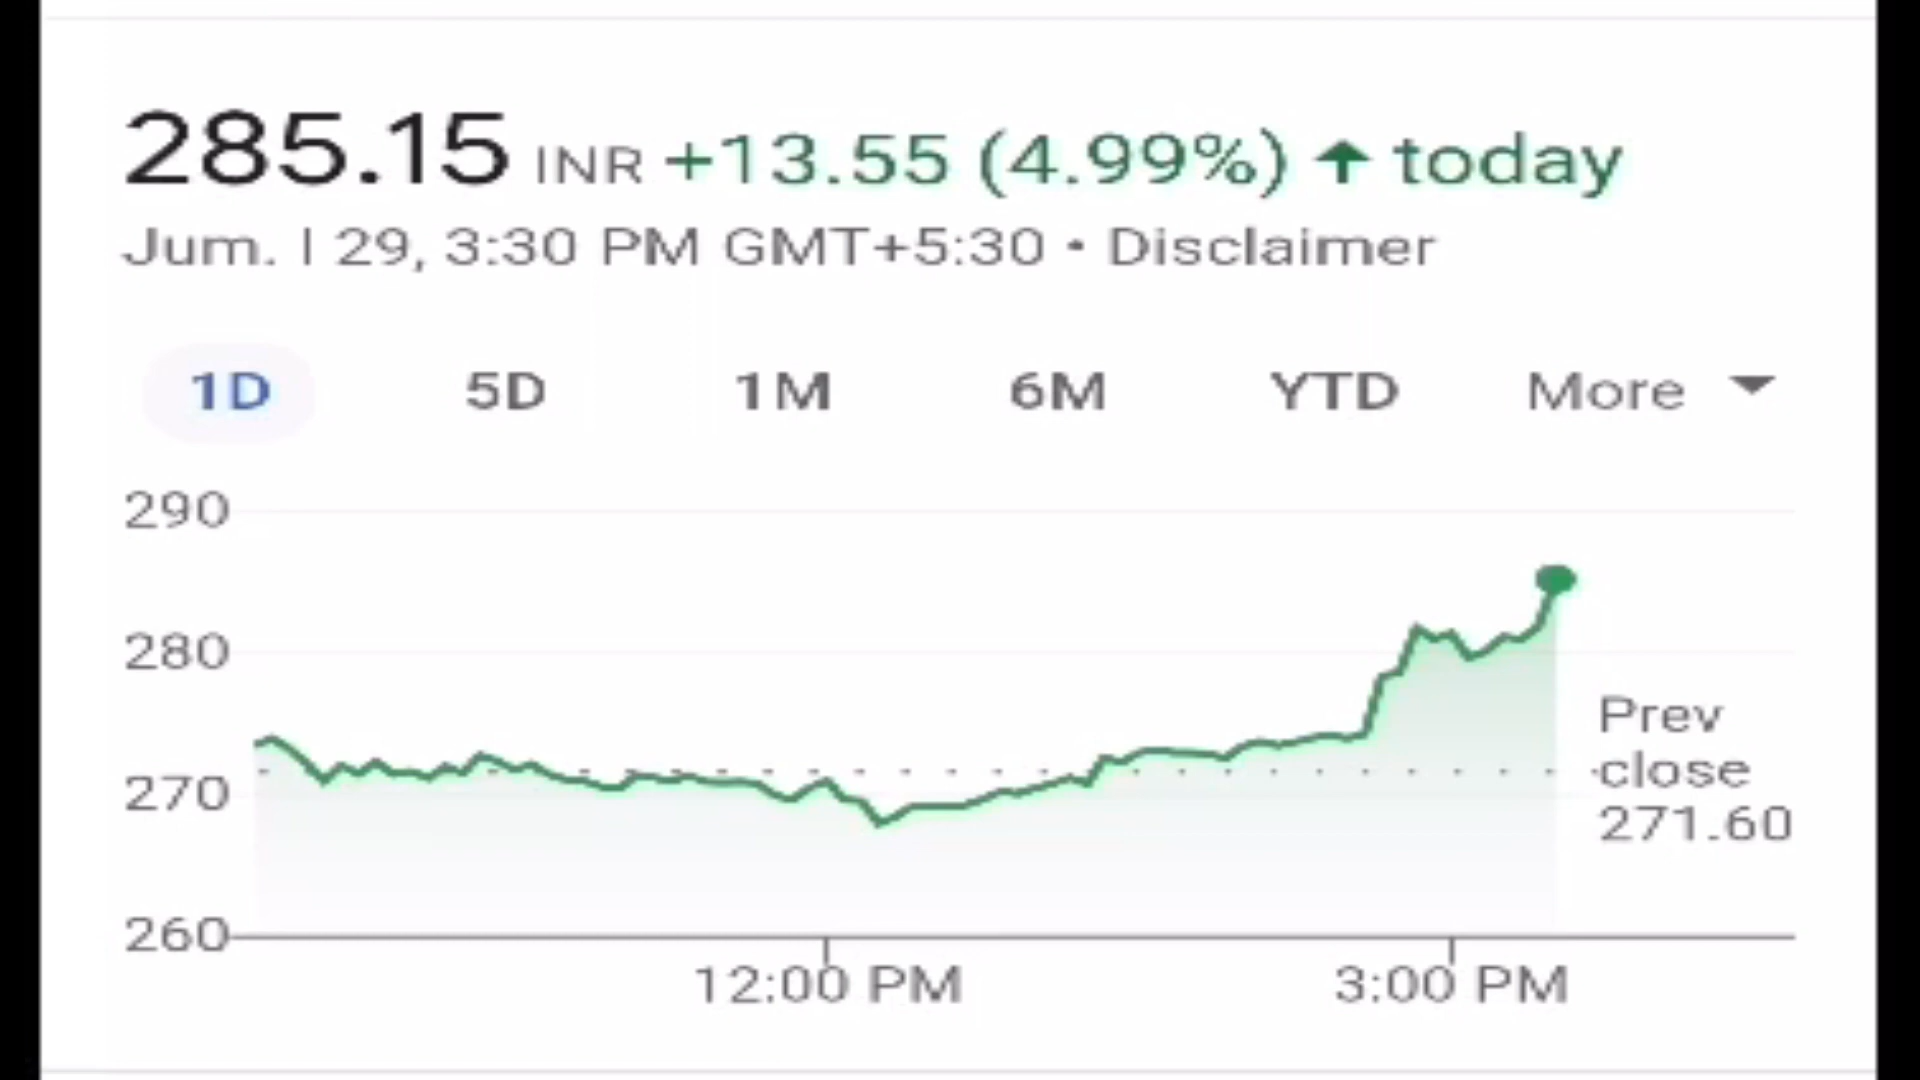 285.15 INR +13.55 (4.99%) ↑ today
Jum. I 29, 3:30 PM GMT+5:30 • Disclaimer
1D 5D 1M 6M YTD More
290
280
270
260
Prev
close
271.60
12:00 PM 3:00 PM